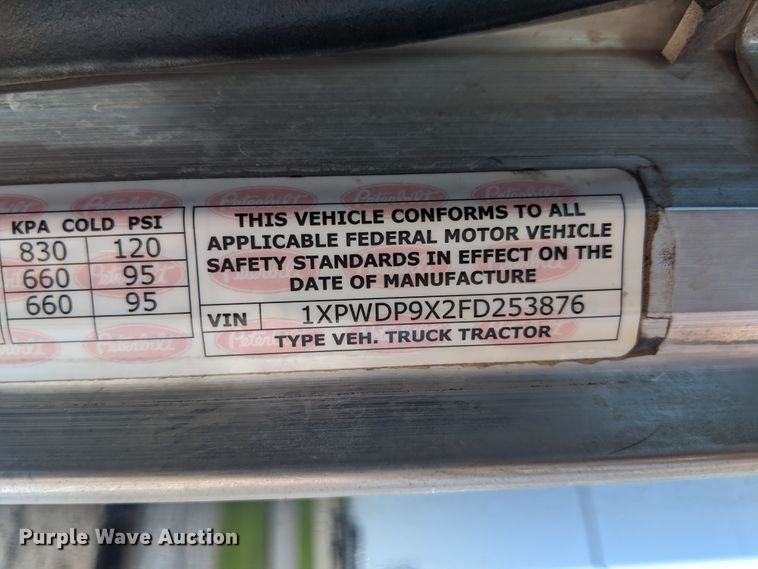 KPA COLD PSI
830 120
660 95
660 95
THIS VEHICLE CONFORMS TO ALL
APPLICABLE FEDERAL MOTOR VEHICLE
SAFETY STANDARDS IN EFFECT ON THE
DATE OF MANUFACTURE
VIN 1XPWDP9X2FD253876
TYPE VEH. TRUCK TRACTOR
Peterbilt
Purple Wave Auction